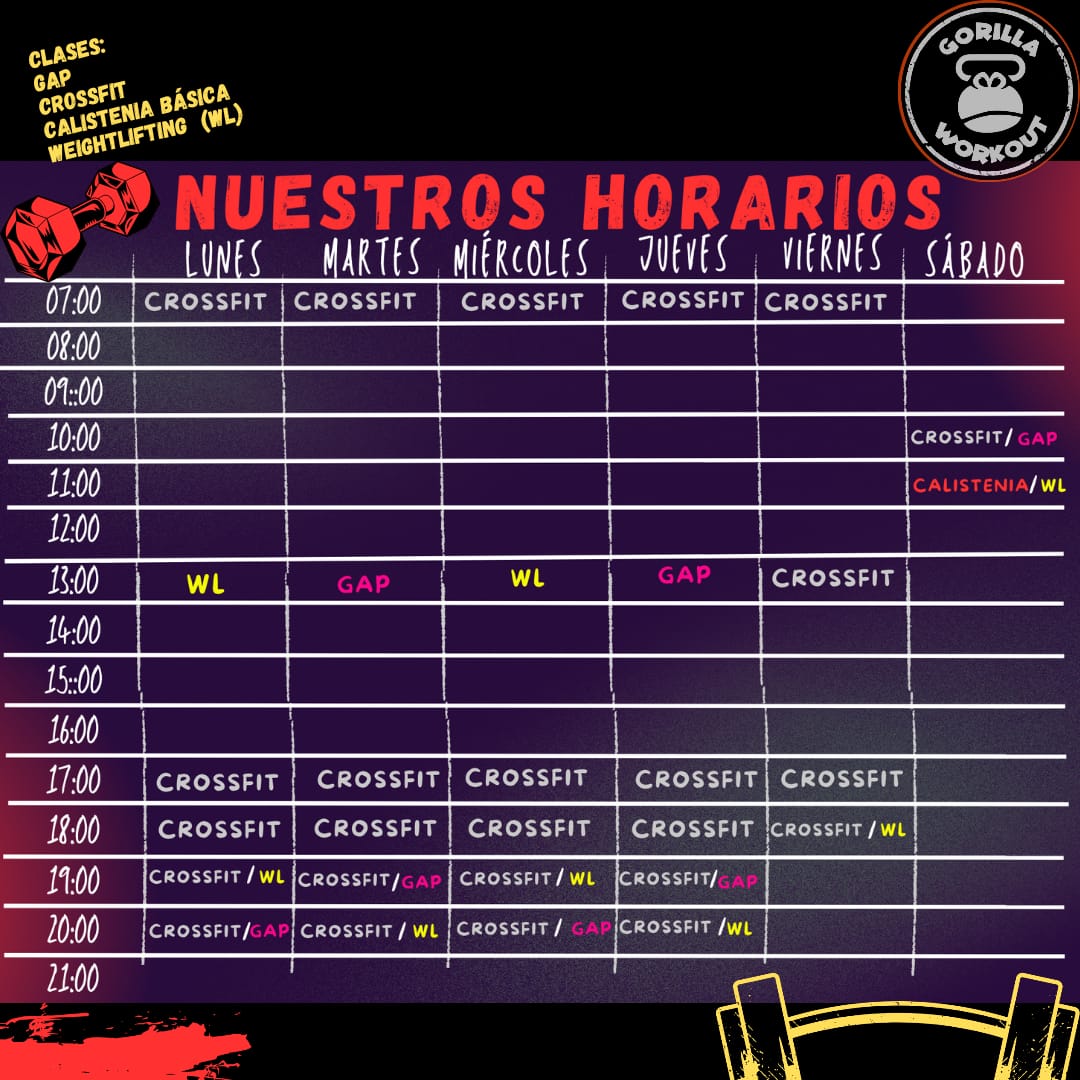 CLASES:
GAP
CROSSFIT
CALISTENIA BÁSICA
WEIGHTLIFTING (WL)
GORILLA
WORKOUT
NUESTROS HORARIOS
LUNES MARTES MIÉRCOLES JUEVES VIERNES SÁBADO
07:00 CROSSFIT CROSSFIT CROSSFIT CROSSFIT CROSSFIT
08:00
09::00
10:00 CROSSFIT/ GAP
11:00 CALISTENIA/WL
12:00
13:00 WL GAP WL GAP CROSSFIT
14:00
15::00
16:00
17:00 CROSSFIT CROSSFIT CROSSFIT CROSSFIT CROSSFIT
18:00 CROSSFIT CROSSFIT CROSSFIT CROSSFIT CROSSFIT / WL
19:00 CROSSFIT / WL CROSSFIT/GAP CROSSFIT / WL CROSSFIT/GAP
20:00 CROSSFIT/GAP CROSSFIT / WL CROSSFIT / GAP CROSSFIT /WL
21:00